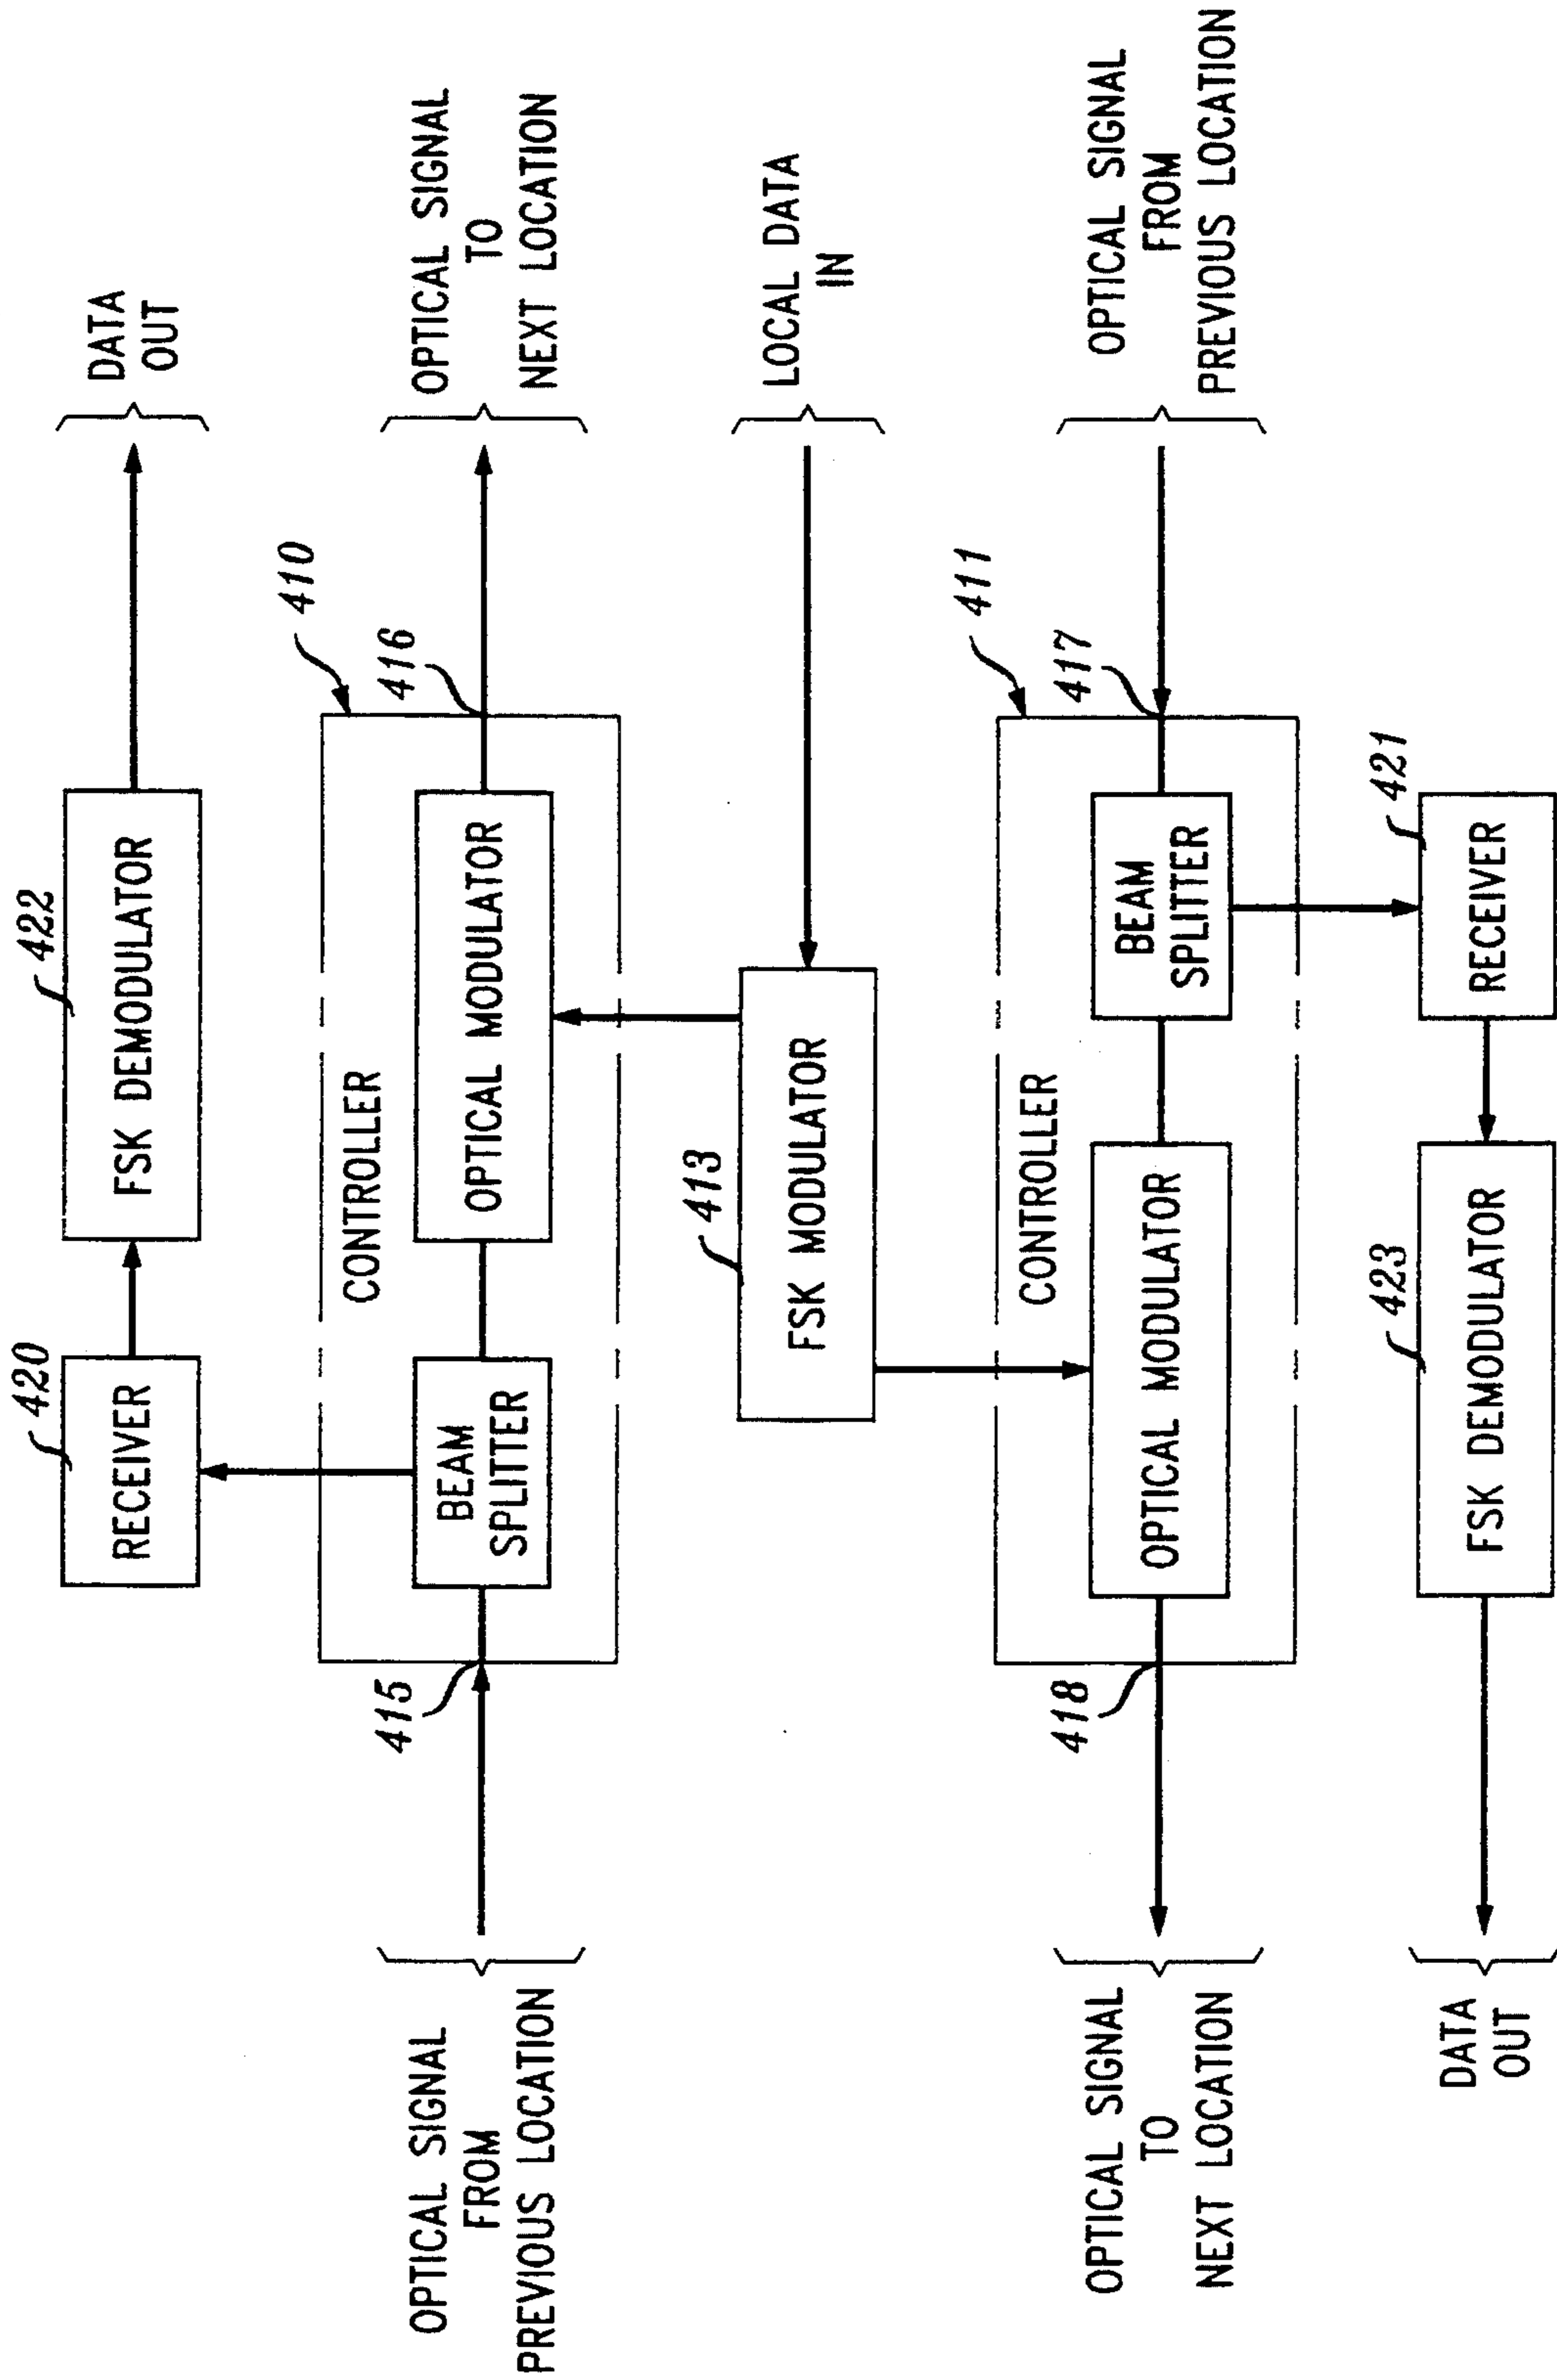 DATA
OUT
422
FSK DEMODULATOR
420
RECEIVER
OPTICAL SIGNAL
TO
NEXT LOCATION
410
416
CONTROLLER
OPTICAL MODULATOR
BEAM
SPLITTER
415
OPTICAL SIGNAL
FROM
PREVIOUS LOCATION
LOCAL DATA
IN
413
FSK MODULATOR
OPTICAL SIGNAL
FROM
PREVIOUS LOCATION
411
417
CONTROLLER
BEAM
SPLITTER
OPTICAL MODULATOR
418
OPTICAL SIGNAL
TO
NEXT LOCATION
421
RECEIVER
423
FSK DEMODULATOR
DATA
OUT